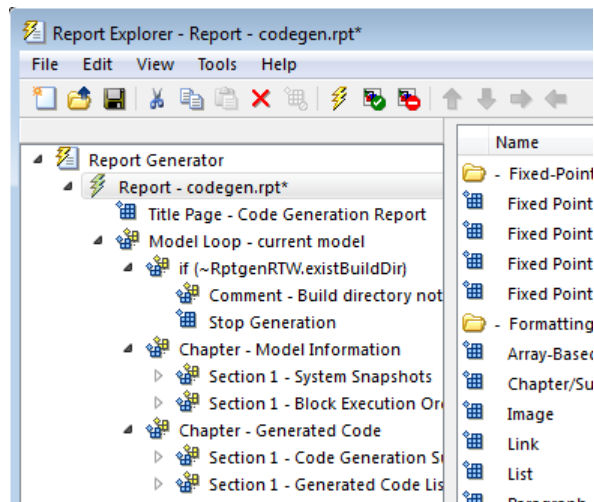 Report Explorer - Report - codegen.rpt*
File Edit View Tools Help
Name
Report Generator
Report - codegen.rpt*
Title Page - Code Generation Report
Model Loop - current model
if (~RptgenRTW.existBuildDir)
Comment - Build directory not
Stop Generation
Chapter - Model Information
Section 1 - System Snapshots
Section 1 - Block Execution Or
Chapter - Generated Code
Section 1 - Code Generation S
Section 1 - Generated Code Lis
- Fixed-Point
Fixed Point
Fixed Point
Fixed Point
Fixed Point
- Formatting
Array-Based
Chapter/Su
Image
Link
List